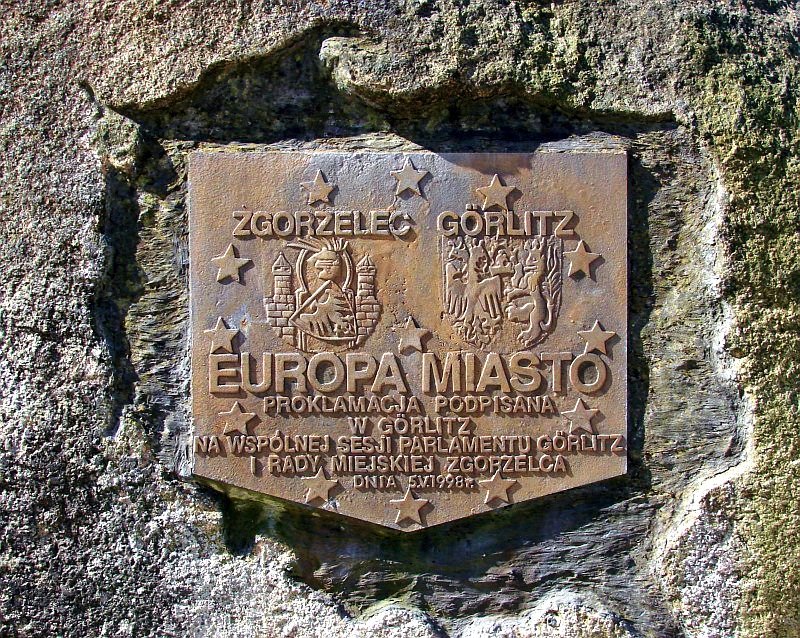 ZGORZELEC GÖRLITZ
EUROPA MIASTO
PROKLAMACJA PODPISANA
W GÖRLITZ
NA WSPÓLNEJ SESJI PARLAMENTU GÖRLITZ
I RADY MIEJSKIEJ ZGORZELCA
DNIA 5.V.1998r.